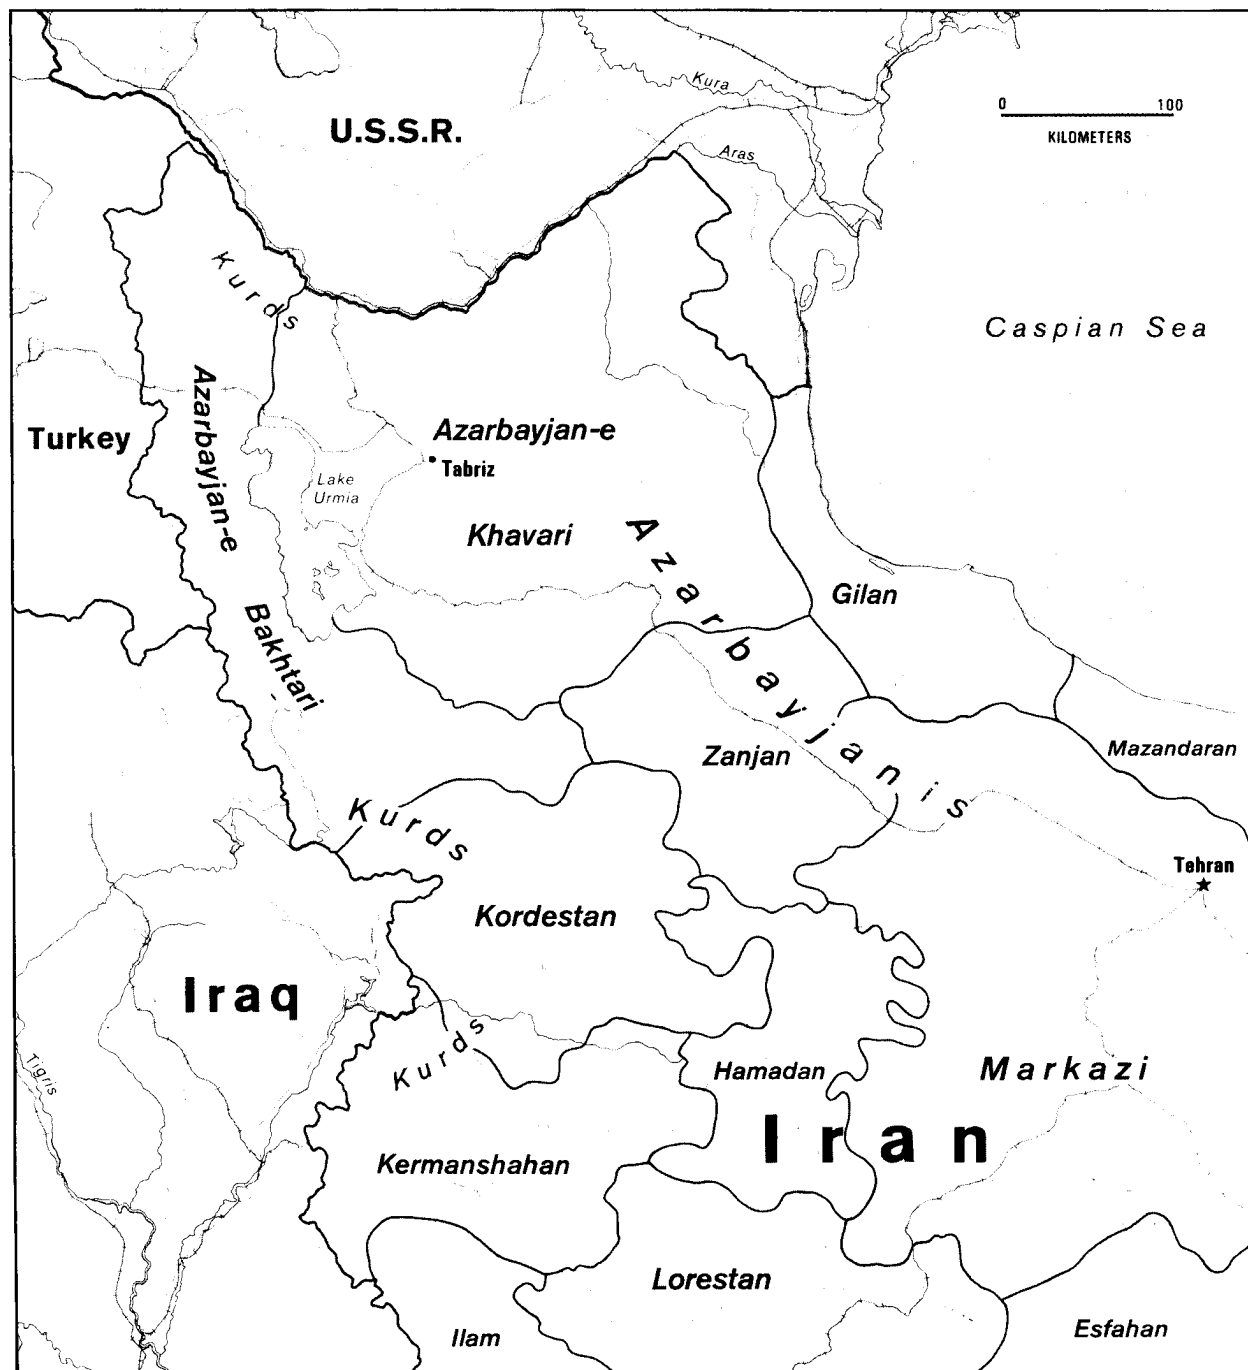 Kura
0 100
KILOMETERS
U.S.S.R.
Aras
Kurds
Caspian Sea
Azarbayjan-e
Bakhtari
Turkey
Azarbayjan-e
Khavari
Tabriz
Lake
Urmia
Azarbayjanis
Gilan
Zanjan
Mazandaran
Kurds
Tehran
Kordestan
Iraq
Kurds
Tigris
Hamadan
Markazi
Iran
Kermanshahan
Lorestan
Ilam
Esfahan